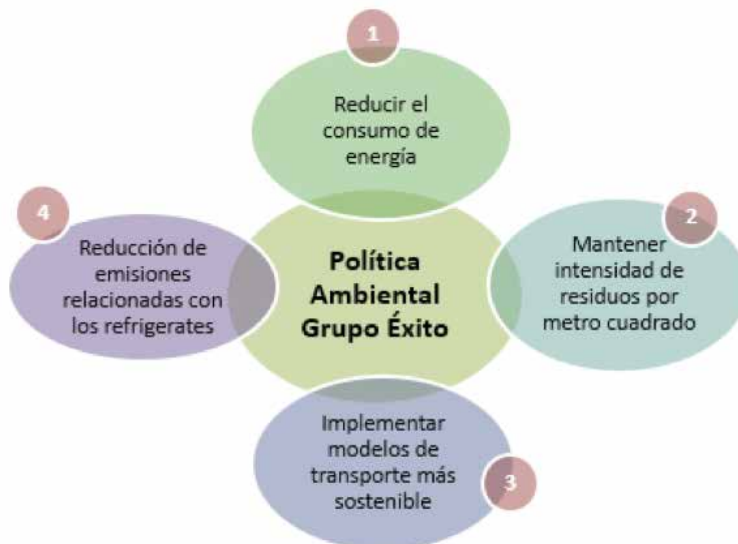 1
Reducir el
consumo de
energía
2
Mantener
intensidad de
residuos por
metro cuadrado
3
Implementar
modelos de
transporte más
sostenible
4
Reducción de
emisiones
relacionadas con
los refrigerates
Política
Ambiental
Grupo Éxito